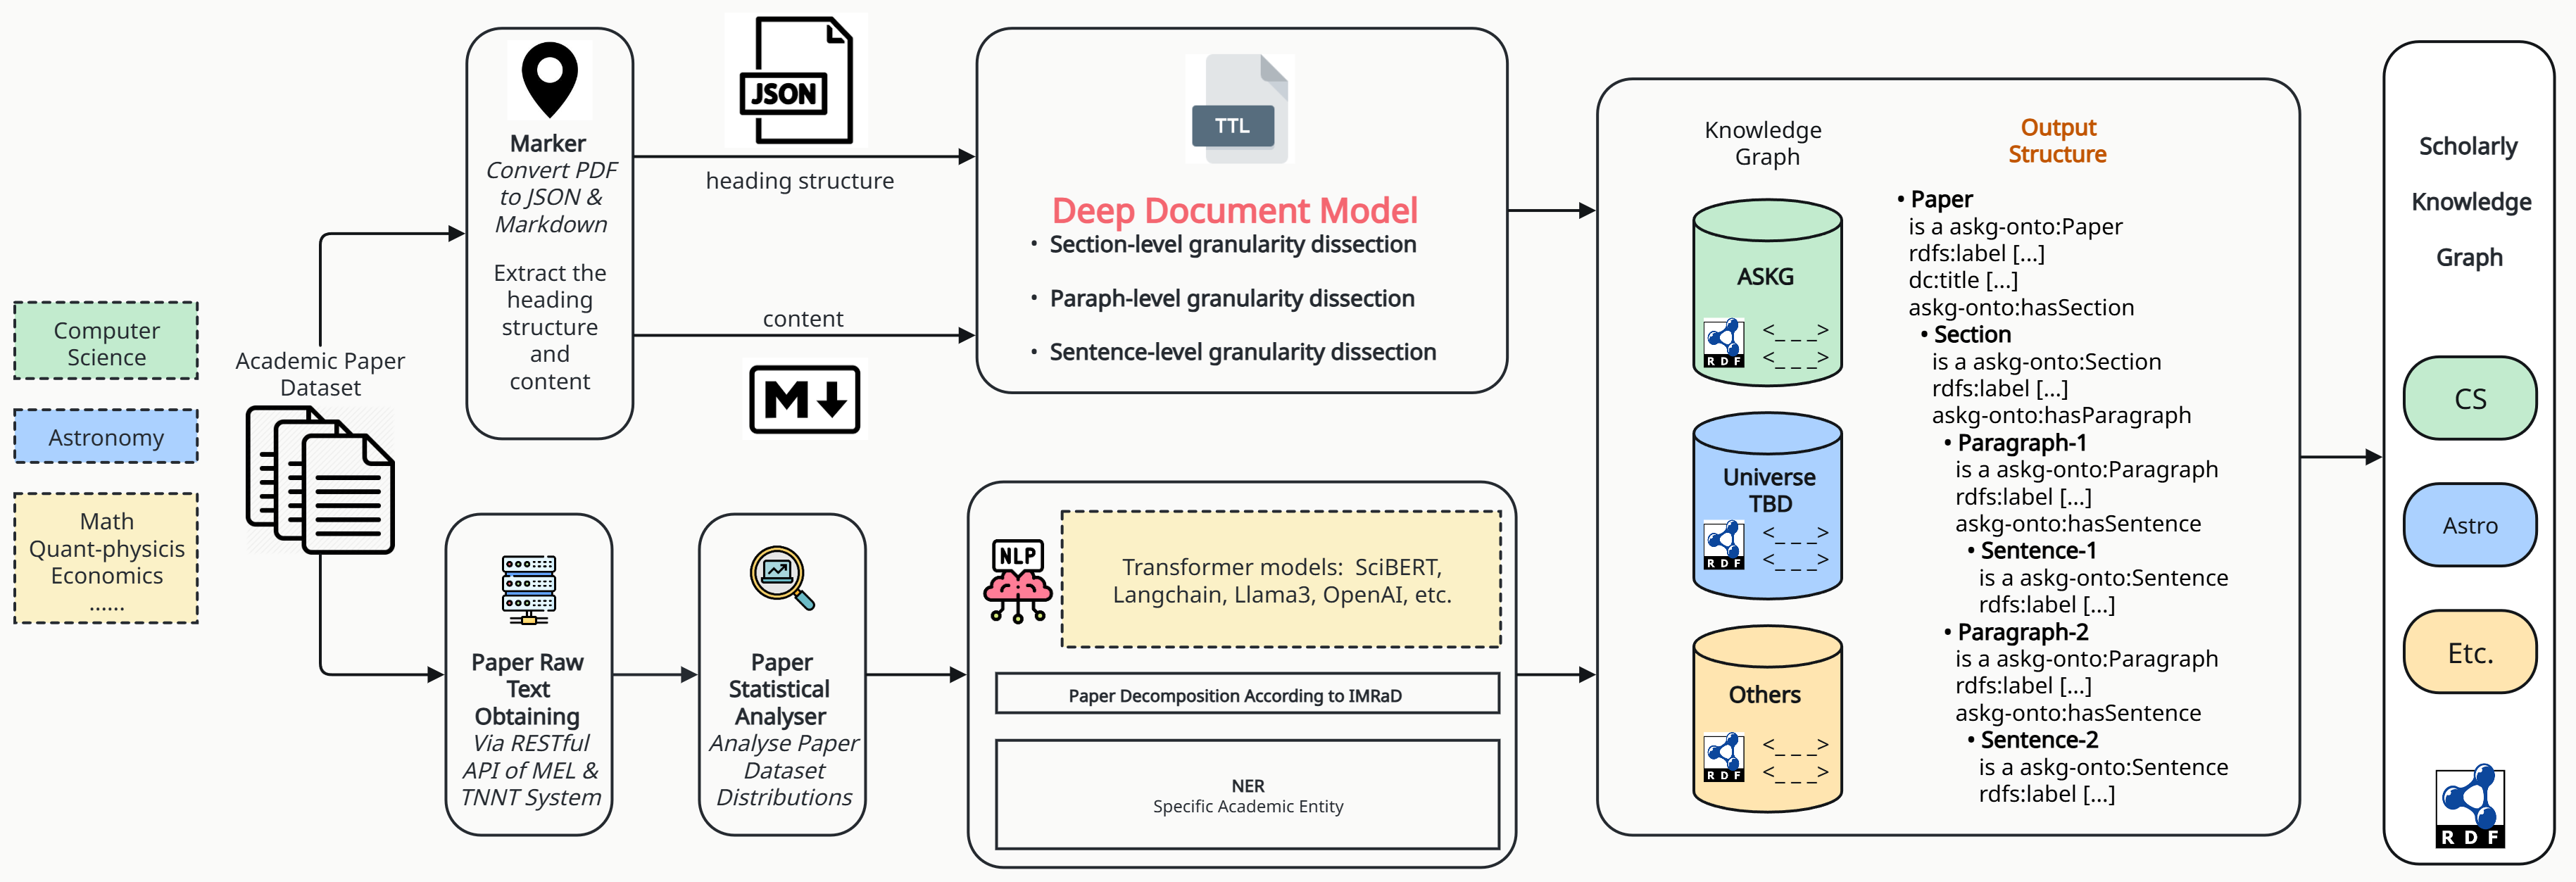 Computer
Science
Astronomy
Math
Quant-physicis
Economics
......
Academic Paper
Dataset
Marker
Convert PDF
to JSON &
Markdown
Extract the
heading
structure
and
content
JSON
heading structure
content
M
TTL
Deep Document Model
• Section-level granularity dissection
• Paraph-level granularity dissection
• Sentence-level granularity dissection
Paper Raw
Text
Obtaining
Via RESTful
API of MEL &
TNNT System
Paper
Statistical
Analyser
Analyse Paper
Dataset
Distributions
NLP
Transformer models:  SciBERT,
Langchain, Llama3, OpenAI, etc.
Paper Decomposition According to IMRaD
NER
Specific Academic Entity
Knowledge
Graph
ASKG
RDF
<_ _ _>
<_ _ _>
Universe
TBD
RDF
<_ _ _>
<_ _ _>
Others
RDF
<_ _ _>
<_ _ _>
Output
Structure
• Paper
is a askg-onto:Paper
rdfs:label [...]
dc:title [...]
askg-onto:hasSection
• Section
is a askg-onto:Section
rdfs:label [...]
askg-onto:hasParagraph
• Paragraph-1
is a askg-onto:Paragraph
rdfs:label [...]
askg-onto:hasSentence
• Sentence-1
is a askg-onto:Sentence
rdfs:label [...]
• Paragraph-2
is a askg-onto:Paragraph
rdfs:label [...]
askg-onto:hasSentence
• Sentence-2
is a askg-onto:Sentence
rdfs:label [...]
Scholarly
Knowledge
Graph
CS
Astro
Etc.
RDF